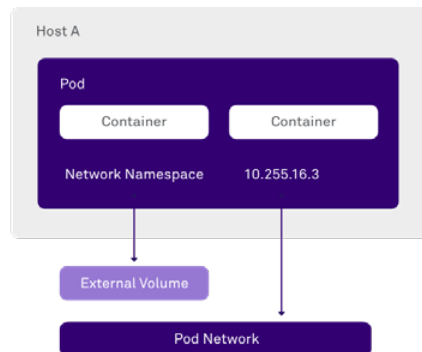 Host A
Pod
Container Container
Network Namespace 10.255.16.3
External Volume
Pod Network